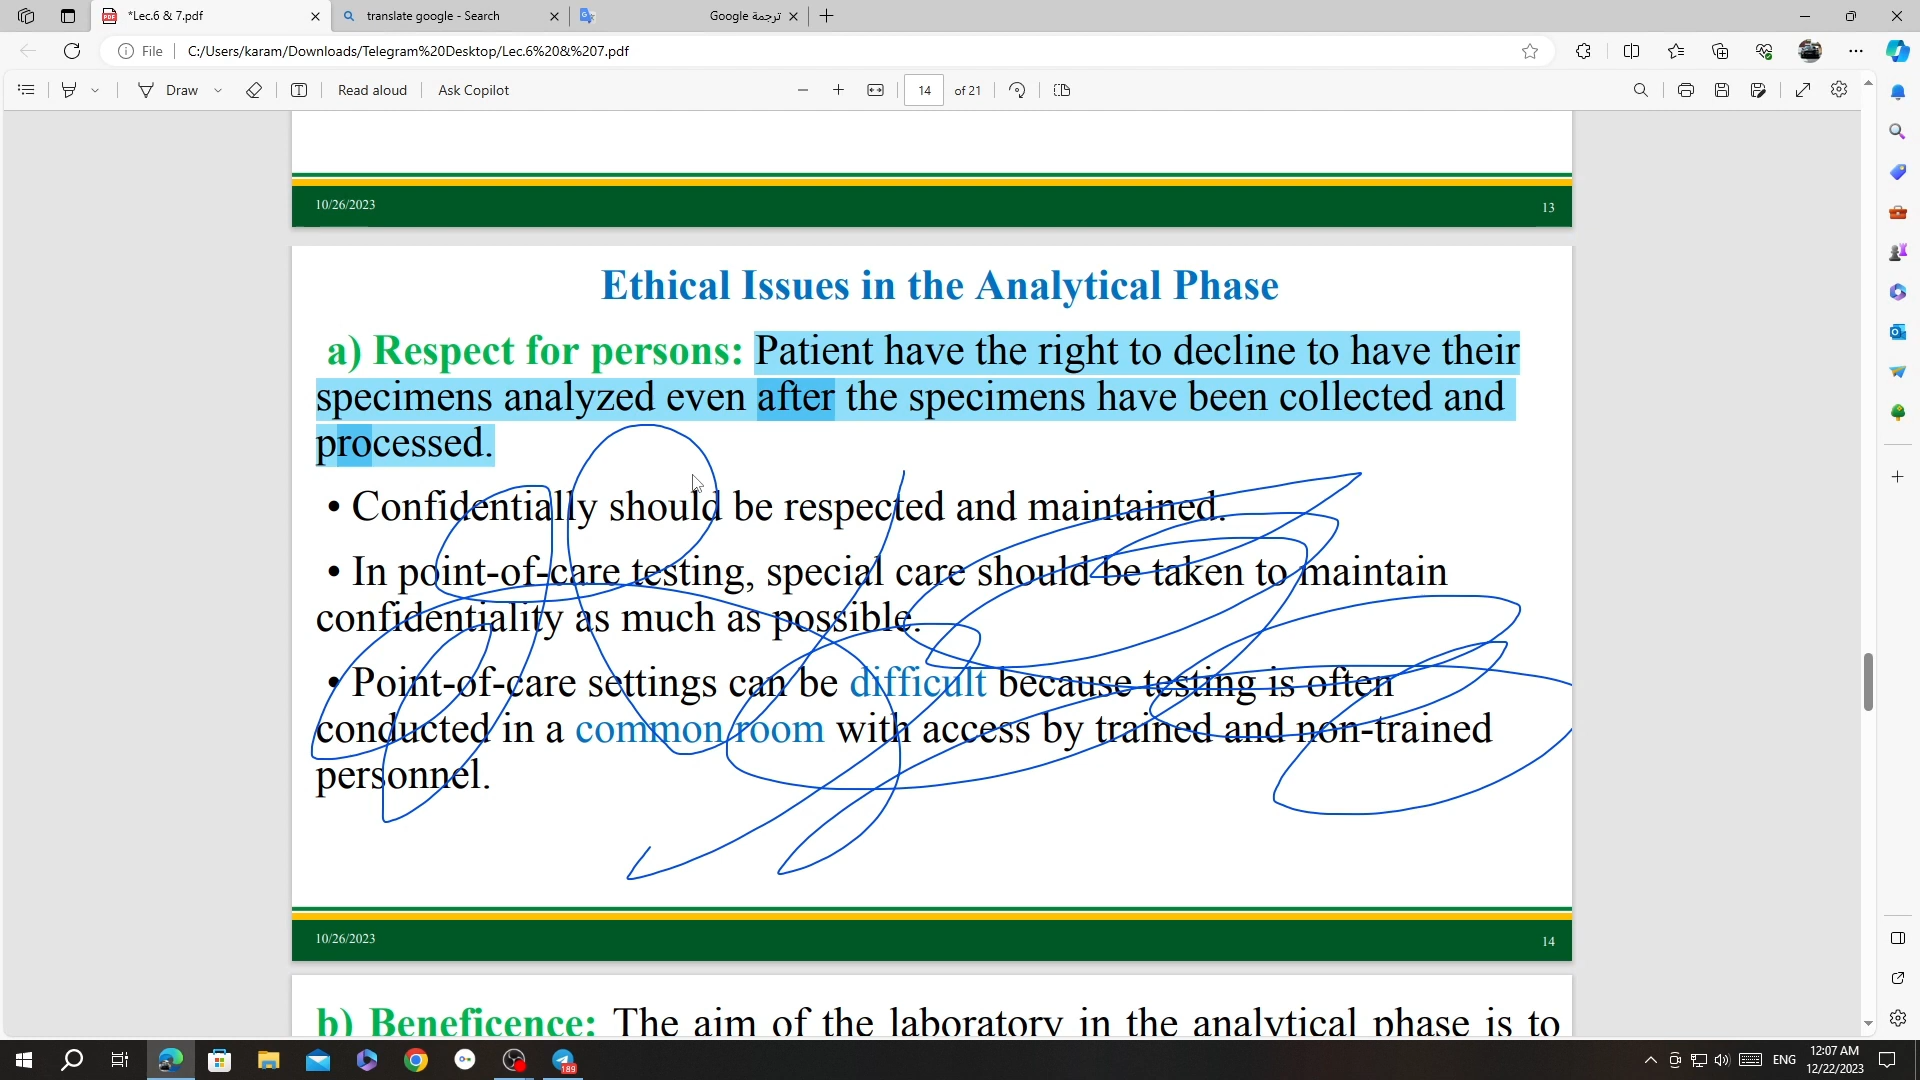 *Lec.6 & 7.pdf
translate google - Search
ترجمة Google
File
C:/Users/karam/Downloads/Telegram%20Desktop/Lec.6%20&%207.pdf
Draw
Read aloud
Ask Copilot
14 of 21
10/26/2023
13
Ethical Issues in the Analytical Phase
a) Respect for persons: Patient have the right to decline to have their
specimens analyzed even after the specimens have been collected and
processed.
• Confidentially should be respected and maintained.
• In point-of-care testing, special care should be taken to maintain
confidentiality as much as possible.
• Point-of-care settings can be difficult because testing is often
conducted in a common room with access by trained and non-trained
personnel.
10/26/2023
14
b) Beneficence: The aim of the laboratory in the analytical phase is to
189
ENG
12:07 AM
12/22/2023